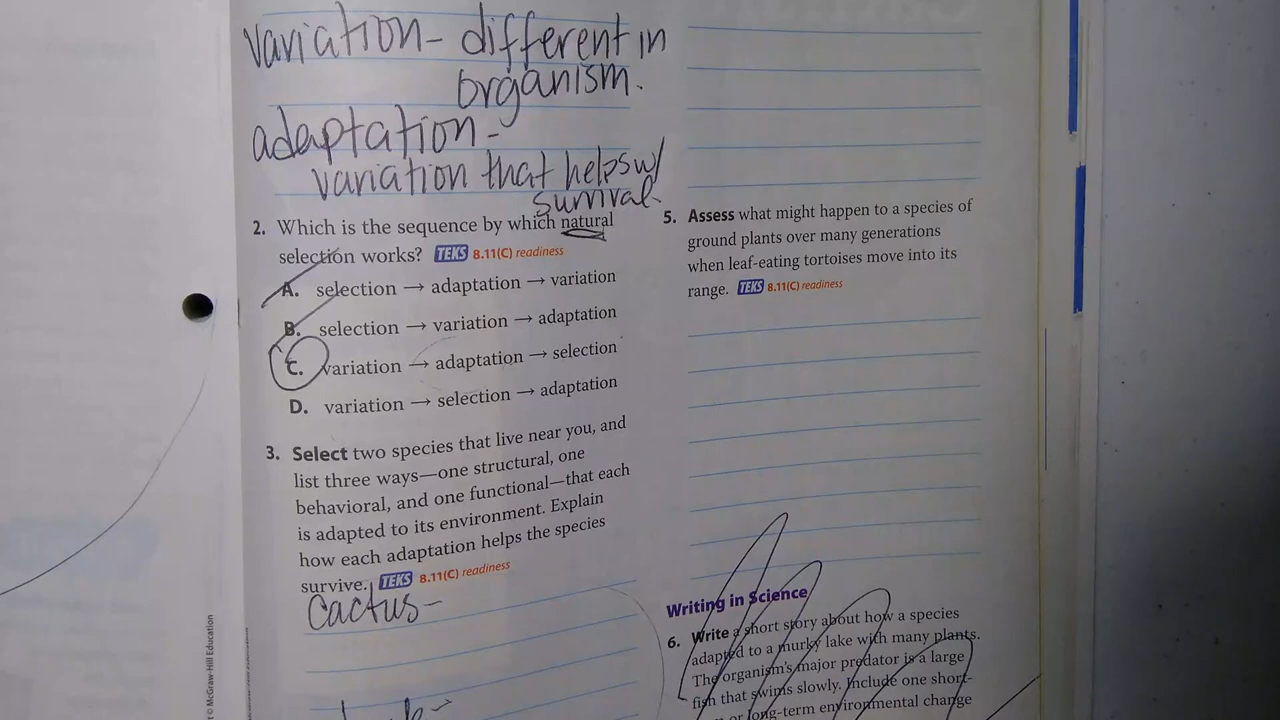 variation- different in
organism.
adaptation-
variation that helps w/
survival
2. Which is the sequence by which natural
selection works? TEKS 8.11(C) readiness
A. selection → adaptation → variation
B. selection → variation → adaptation
C. variation → adaptation → selection
D. variation → selection → adaptation
3. Select two species that live near you, and
list three ways—one structural, one
behavioral, and one functional—that each
is adapted to its environment. Explain
how each adaptation helps the species
survive. TEKS 8.11(C) readiness
Cactus-
5. Assess what might happen to a species of
ground plants over many generations
when leaf-eating tortoises move into its
range. TEKS 8.11(C) readiness
Writing in Science
6. Write a short story about how a species
adapted to a murky lake with many plants.
The organism's major predator is a large
fish that swims slowly. Include one short-
or long-term environmental change
© McGraw-Hill Education